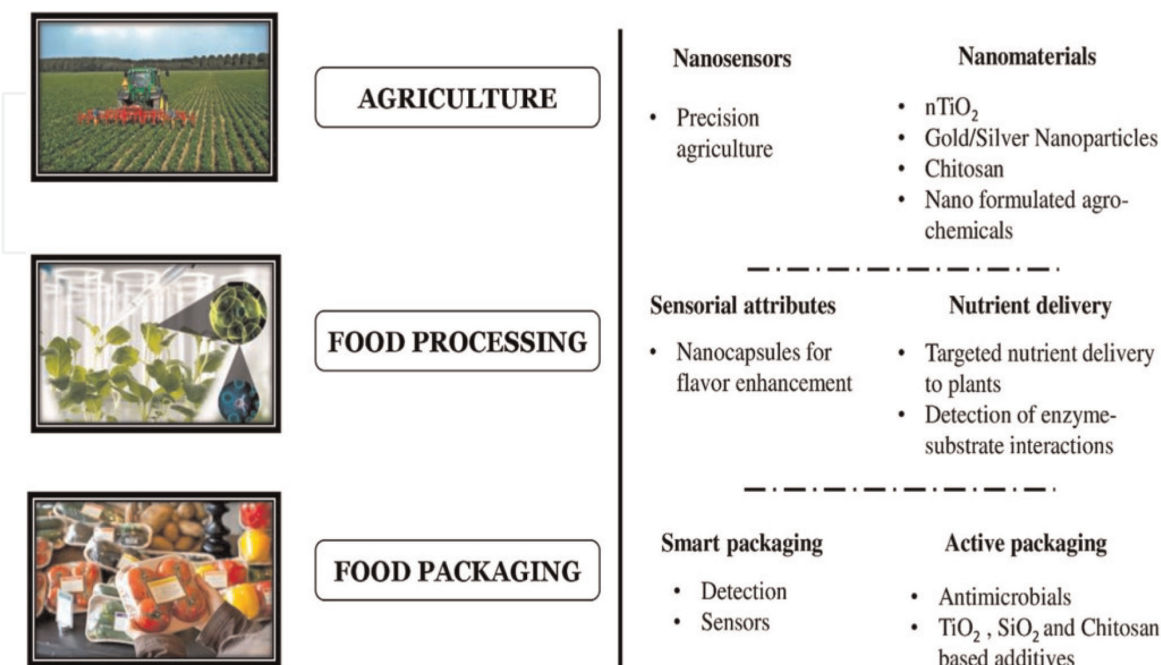 AGRICULTURE
Nanosensors
• Precision
agriculture
Nanomaterials
• nTiO₂
• Gold/Silver Nanoparticles
• Chitosan
• Nano formulated agro-
chemicals
FOOD PROCESSING
Sensorial attributes
• Nanocapsules for
flavor enhancement
Nutrient delivery
• Targeted nutrient delivery
to plants
• Detection of enzyme-
substrate interactions
FOOD PACKAGING
Smart packaging
• Detection
• Sensors
Active packaging
• Antimicrobials
• TiO₂ , SiO₂ and Chitosan
based additives